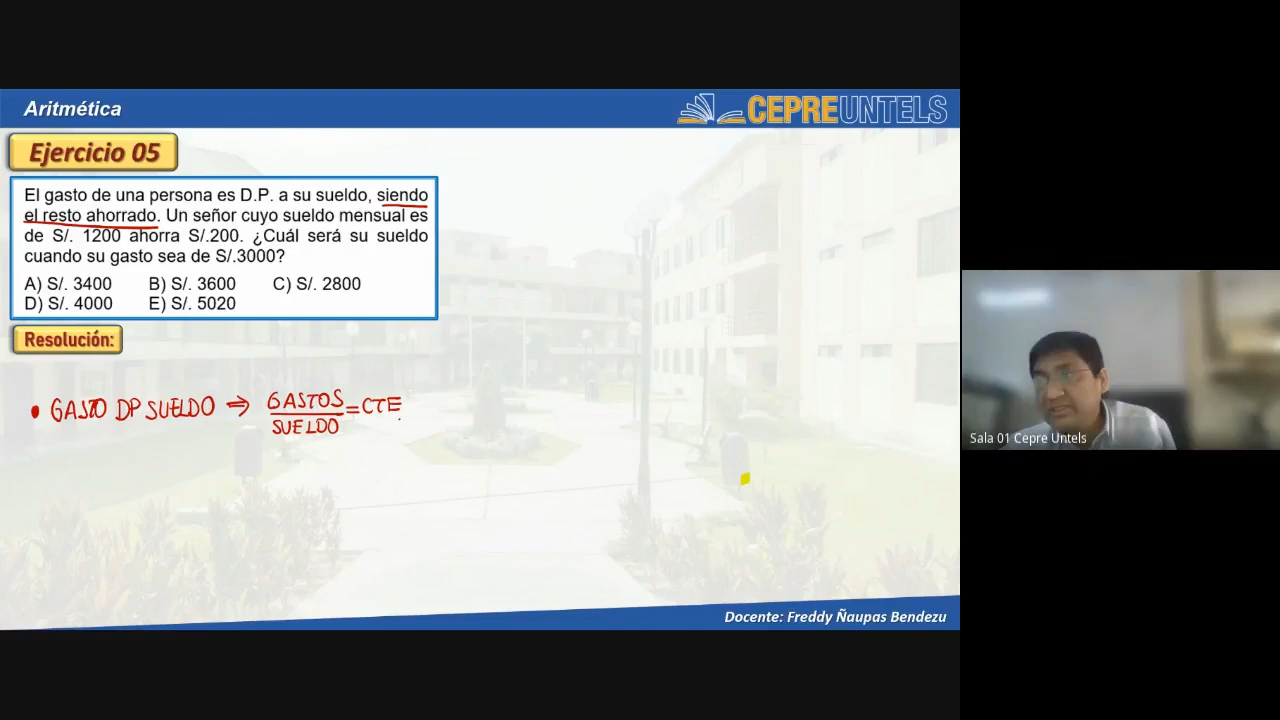 Aritmética
CEPREUNTELS
Ejercicio 05
El gasto de una persona es D.P. a su sueldo, siendo
el resto ahorrado. Un señor cuyo sueldo mensual es
de S/. 1200 ahorra S/.200. ¿Cuál será su sueldo
cuando su gasto sea de S/.3000?
A) S/. 3400 B) S/. 3600 C) S/. 2800
D) S/. 4000 E) S/. 5020
Resolución:
• GASTO DP SUELDO ⇒ GASTOS/SUELDO = CTE
Sala 01 Cepre Untels
Docente: Freddy Ñaupas Bendezu